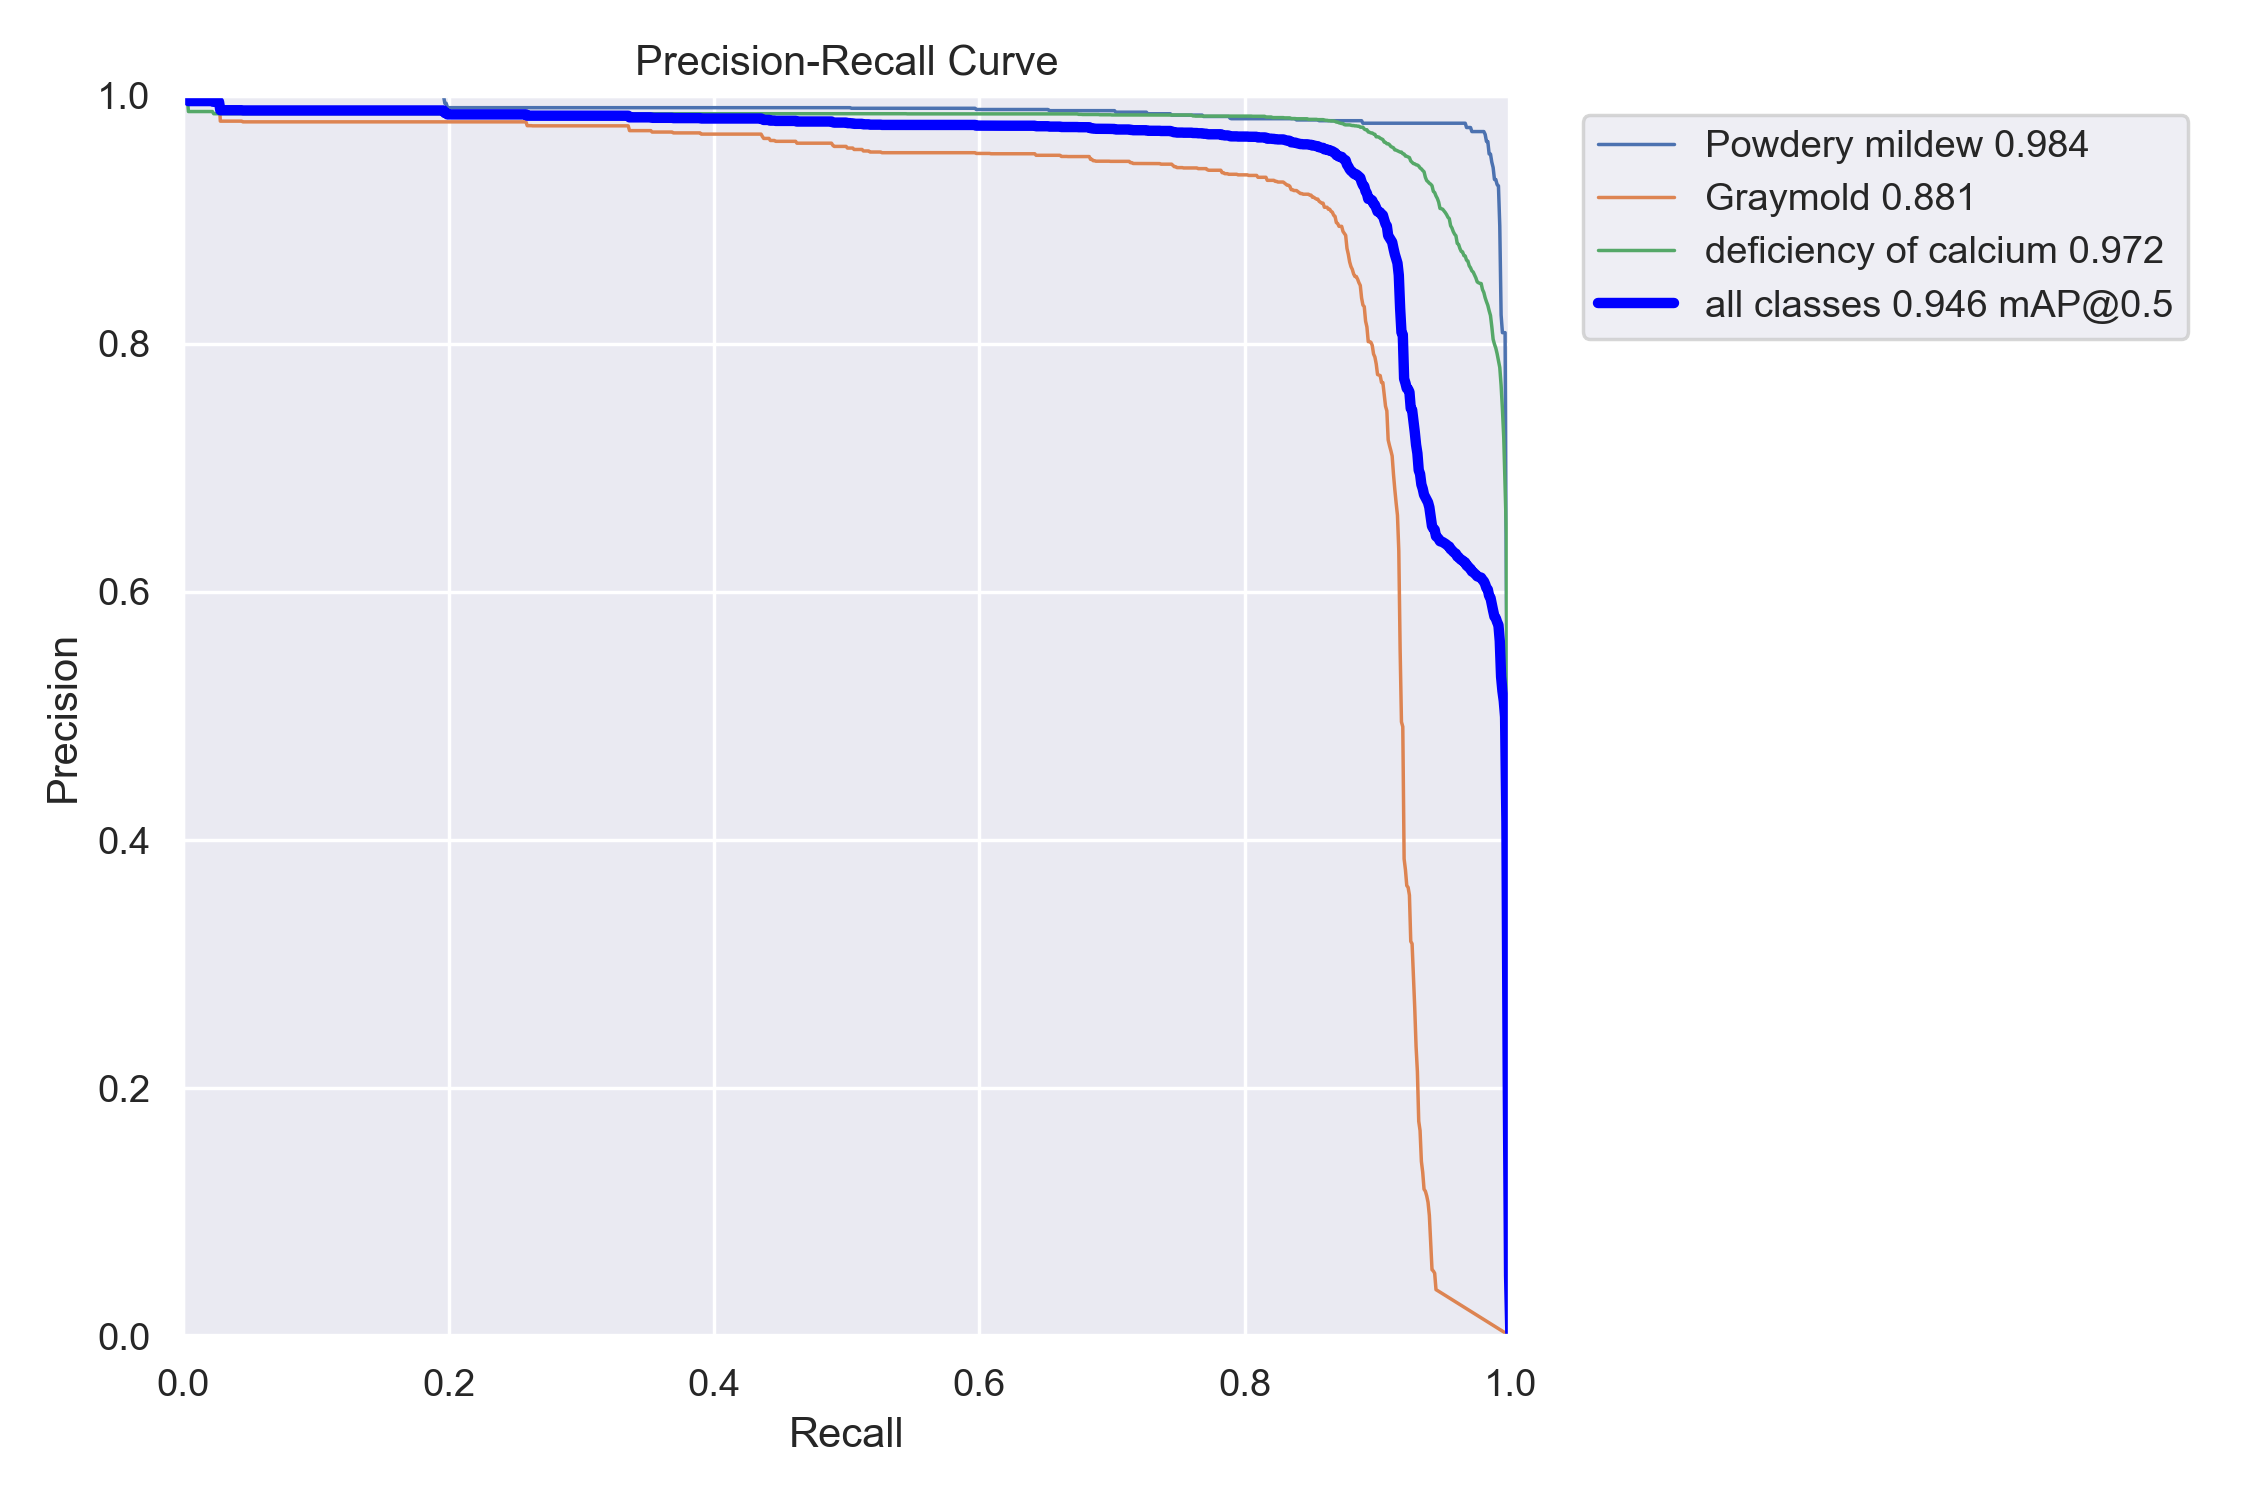 Precision-Recall Curve
1.0
0.8
0.6
0.4
0.2
0.0
Precision
0.0 0.2 0.4 0.6 0.8 1.0
Recall
Powdery mildew 0.984
Graymold 0.881
deficiency of calcium 0.972
all classes 0.946 mAP@0.5